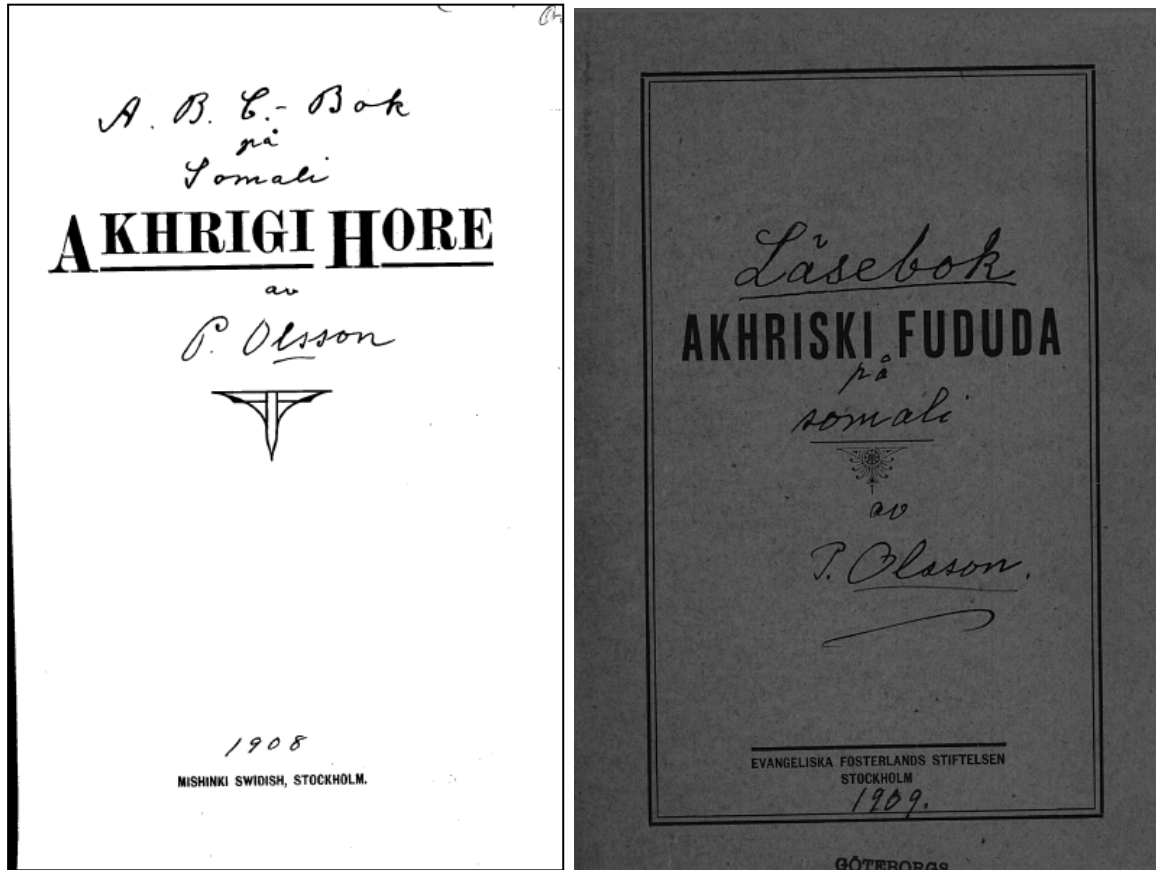 A. B. C.- Bok
på
Somali
AKHRIGI HORE
av
P. Olsson
1908
MISHINKI SWIDISH, STOCKHOLM.
Läsebok
AKHRISKI FUDUDA
på
somali
av
P. Olsson.
EVANGELISKA FOSTERLANDS STIFTELSEN
STOCKHOLM
1909.
GÖTEBORGS